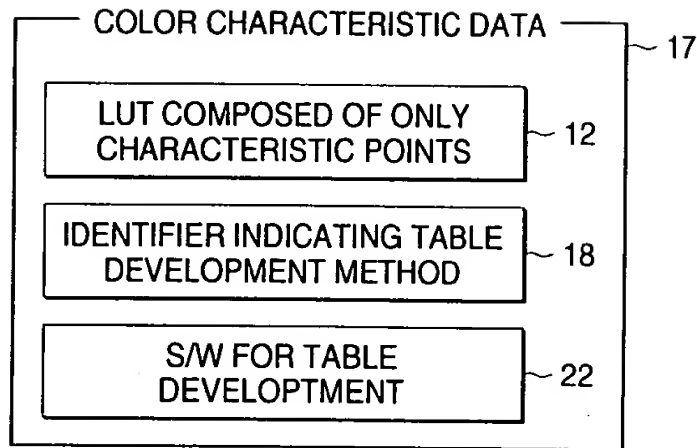 COLOR CHARACTERISTIC DATA
17
LUT COMPOSED OF ONLY
CHARACTERISTIC POINTS
12
IDENTIFIER INDICATING TABLE
DEVELOPMENT METHOD
18
S/W FOR TABLE
DEVELOPTMENT
22